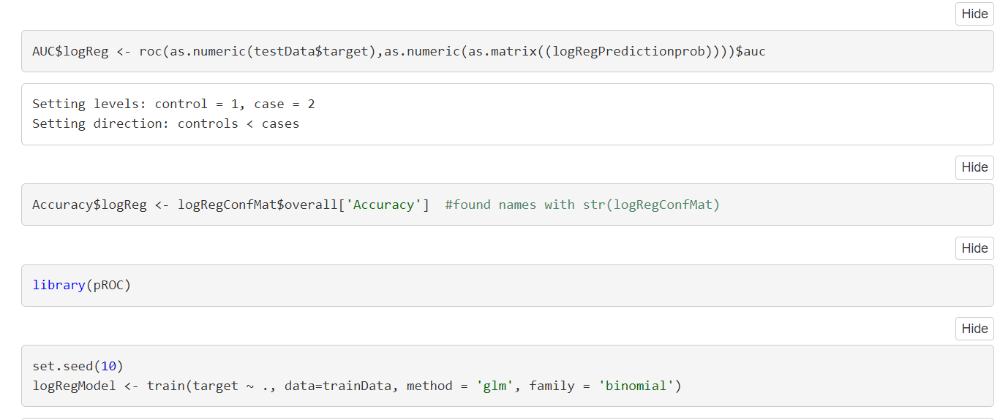 Hide
AUC$logReg <- roc(as.numeric(testData$target),as.numeric(as.matrix((logRegPredictionprob))))$auc
Setting levels: control = 1, case = 2
Setting direction: controls < cases
Hide
Accuracy$logReg <- logRegConfMat$overall['Accuracy']  #found names with str(logRegConfMat)
Hide
library(pROC)
Hide
set.seed(10)
logRegModel <- train(target ~ ., data=trainData, method = 'glm', family = 'binomial')